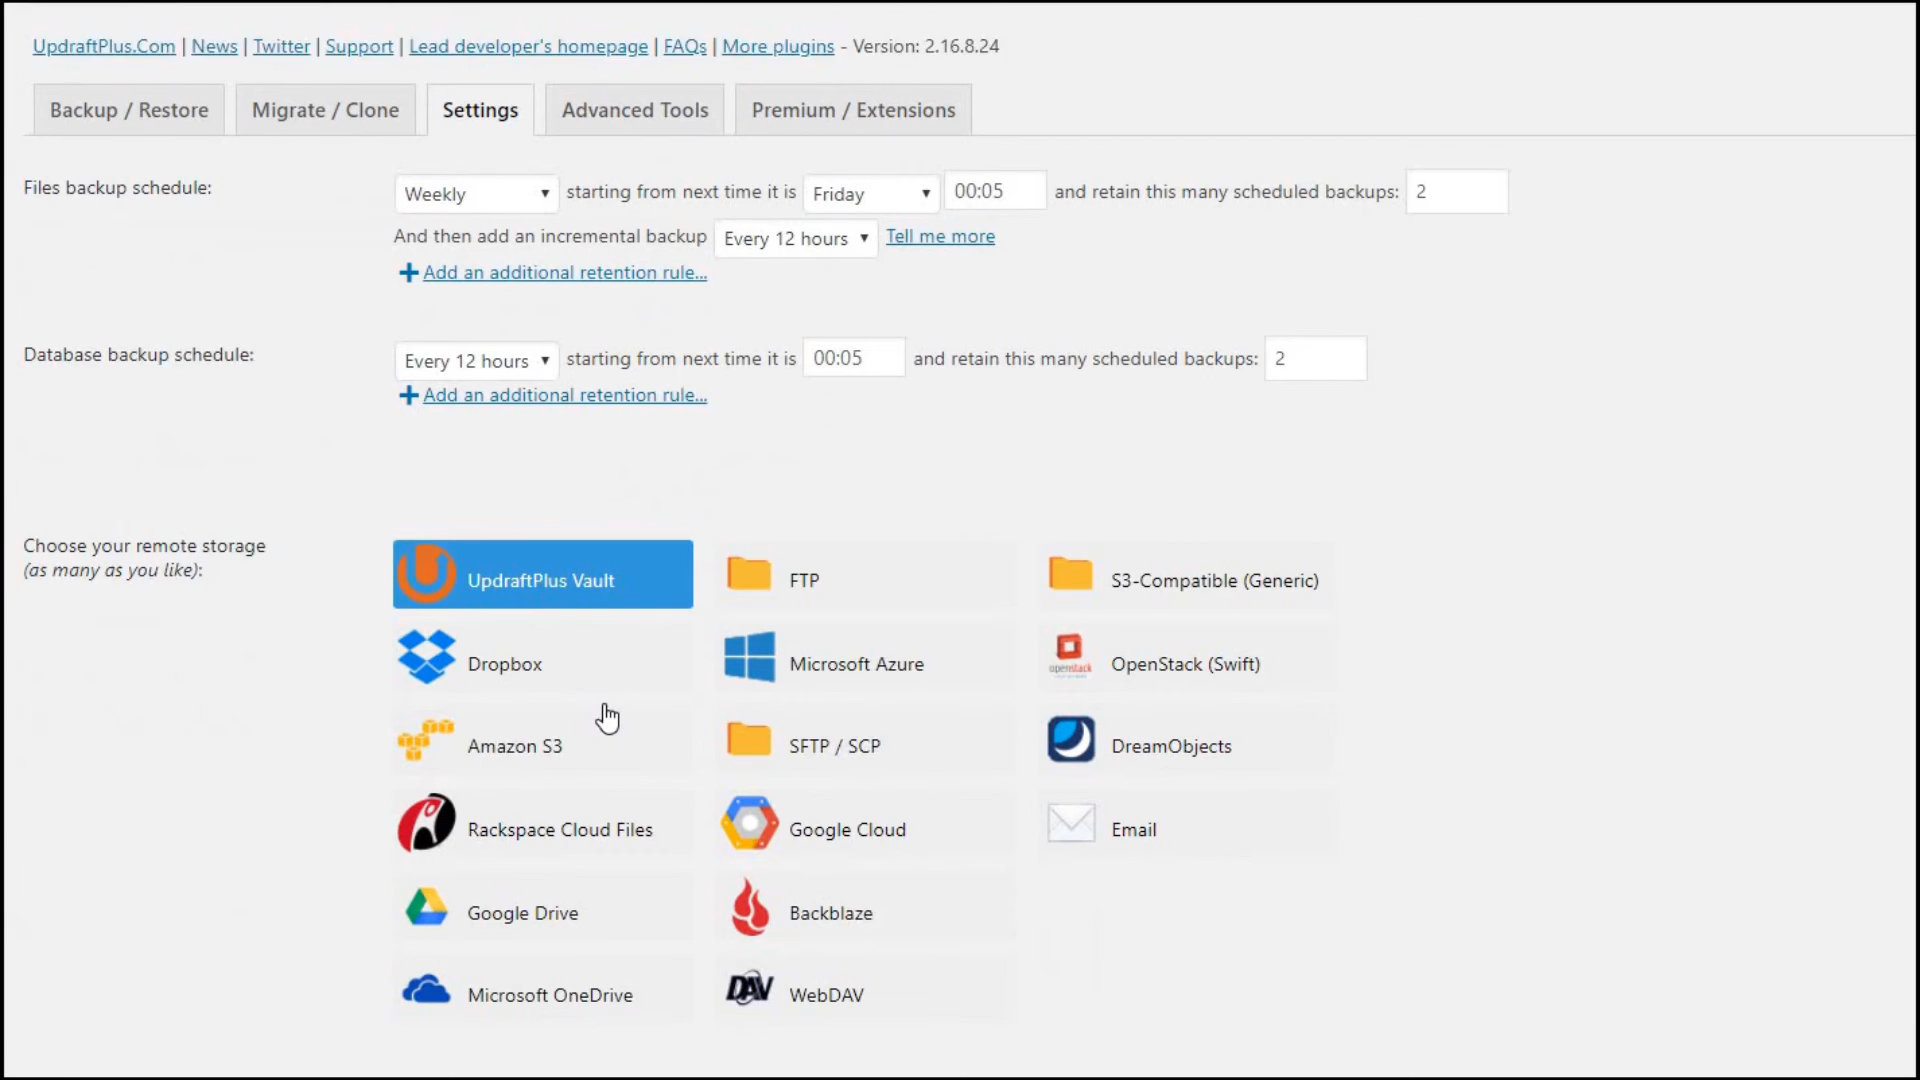 UpdraftPlus.Com | News | Twitter | Support | Lead developer's homepage | FAQs | More plugins - Version: 2.16.8.24
Backup / Restore Migrate / Clone Settings Advanced Tools Premium / Extensions
Files backup schedule: Weekly starting from next time it is Friday 00:05 and retain this many scheduled backups: 2
And then add an incremental backup Every 12 hours Tell me more
Add an additional retention rule...
Database backup schedule: Every 12 hours starting from next time it is 00:05 and retain this many scheduled backups: 2
Add an additional retention rule...
Choose your remote storage
(as many as you like):
UpdraftPlus Vault FTP S3-Compatible (Generic)
Dropbox Microsoft Azure openstack OpenStack (Swift)
Amazon S3 SFTP / SCP DreamObjects
Rackspace Cloud Files Google Cloud Email
Google Drive Backblaze
Microsoft OneDrive DAV WebDAV